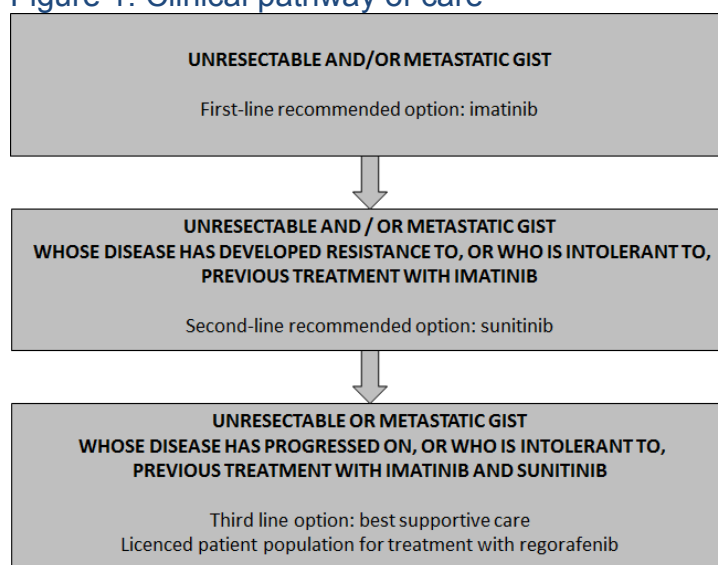 Figure 1: Clinical pathway of care
UNRESECTABLE AND/OR METASTATIC GIST
First-line recommended option: imatinib
UNRESECTABLE AND / OR METASTATIC GIST
WHOSE DISEASE HAS DEVELOPED RESISTANCE TO, OR WHO IS INTOLERANT TO,
PREVIOUS TREATMENT WITH IMATINIB
Second-line recommended option: sunitinib
UNRESECTABLE OR METASTATIC GIST
WHOSE DISEASE HAS PROGRESSED ON, OR WHO IS INTOLERANT TO,
PREVIOUS TREATMENT WITH IMATINIB AND SUNITINIB
Third line option: best supportive care
Licenced patient population for treatment with regorafenib